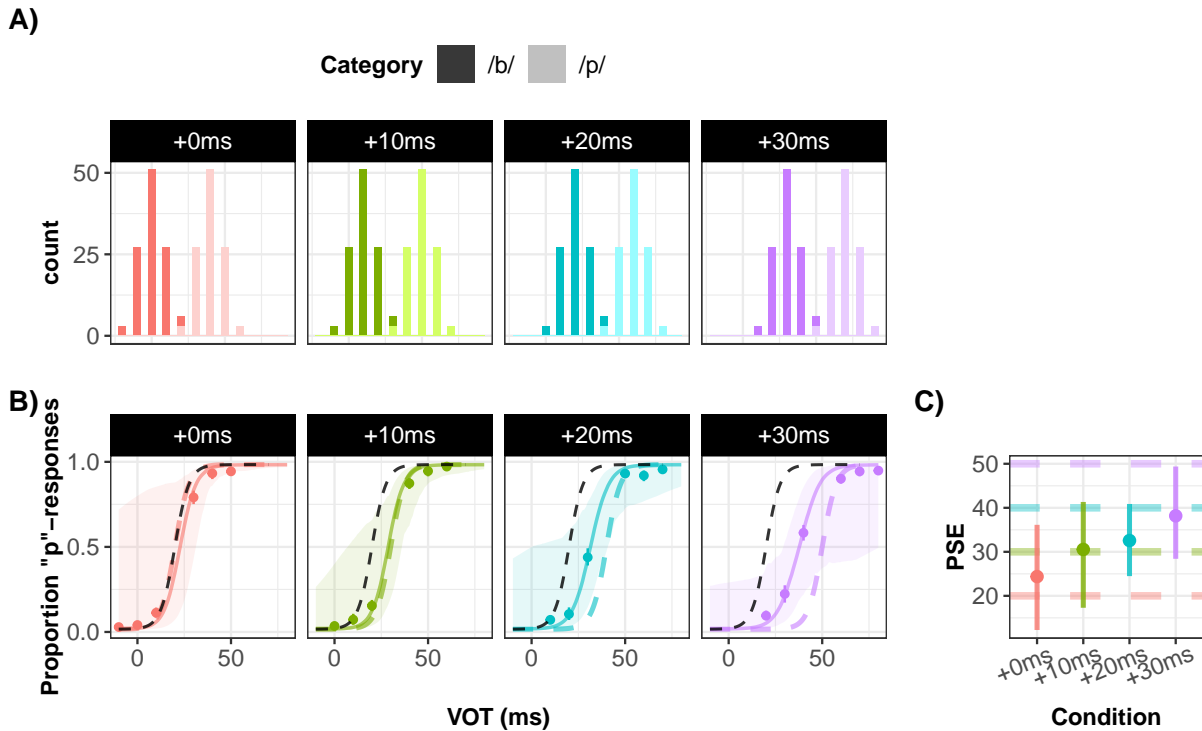 A)
Category /b/ /p/
+0ms +10ms +20ms +30ms
50
25
0
count
B)
+0ms +10ms +20ms +30ms
1.0
0.5
0.0
Proportion "p"−responses
0 50 0 50 0 50 0 50
VOT (ms)
C)
50
40
30
20
PSE
+0ms +10ms +20ms +30ms
Condition